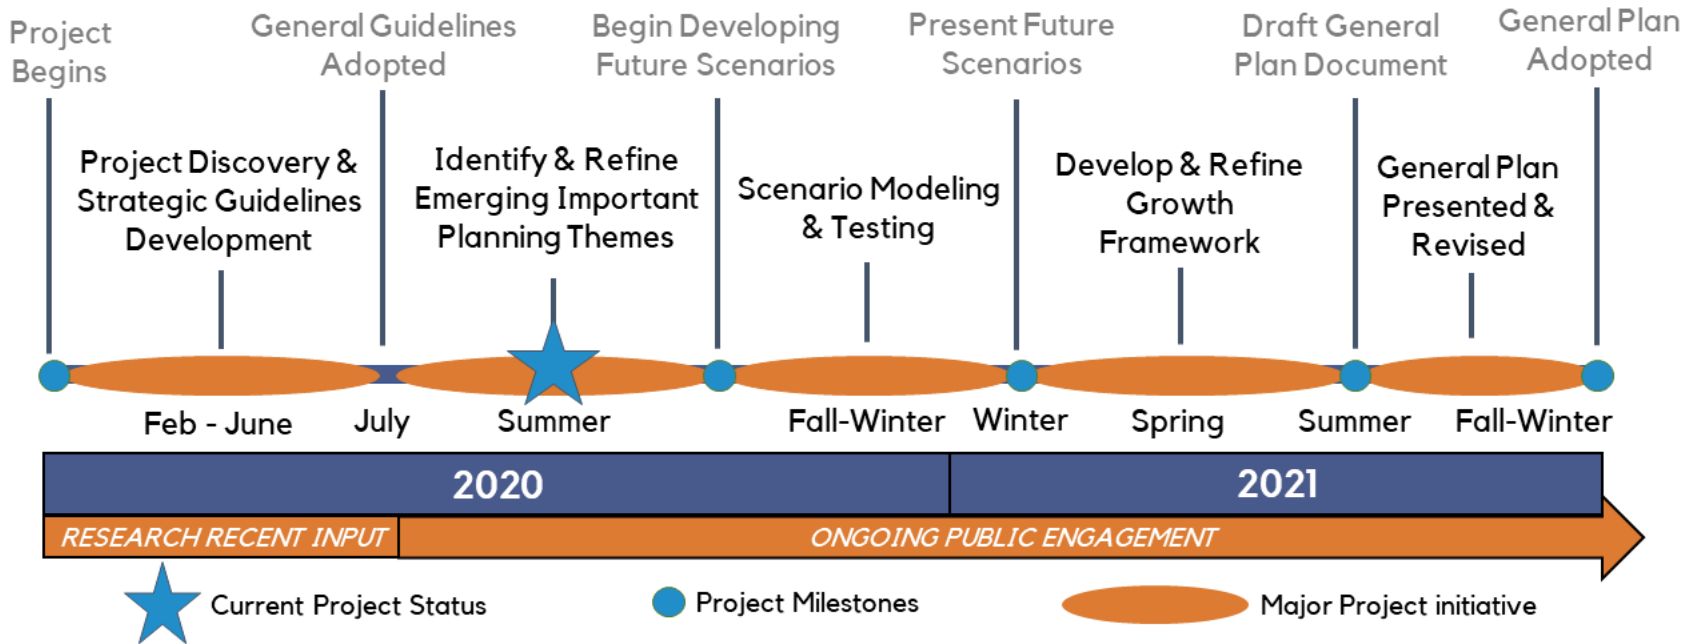 Project
Begins
General Guidelines
Adopted
Begin Developing
Future Scenarios
Present Future
Scenarios
Draft General
Plan Document
General Plan
Adopted
Project Discovery &
Strategic Guidelines
Development
Identify & Refine
Emerging Important
Planning Themes
Scenario Modeling
& Testing
Develop & Refine
Growth
Framework
General Plan
Presented &
Revised
Feb - June
July
Summer
Fall-Winter
Winter
Spring
Summer
Fall-Winter
2020
2021
RESEARCH RECENT INPUT
ONGOING PUBLIC ENGAGEMENT
Current Project Status
Project Milestones
Major Project initiative